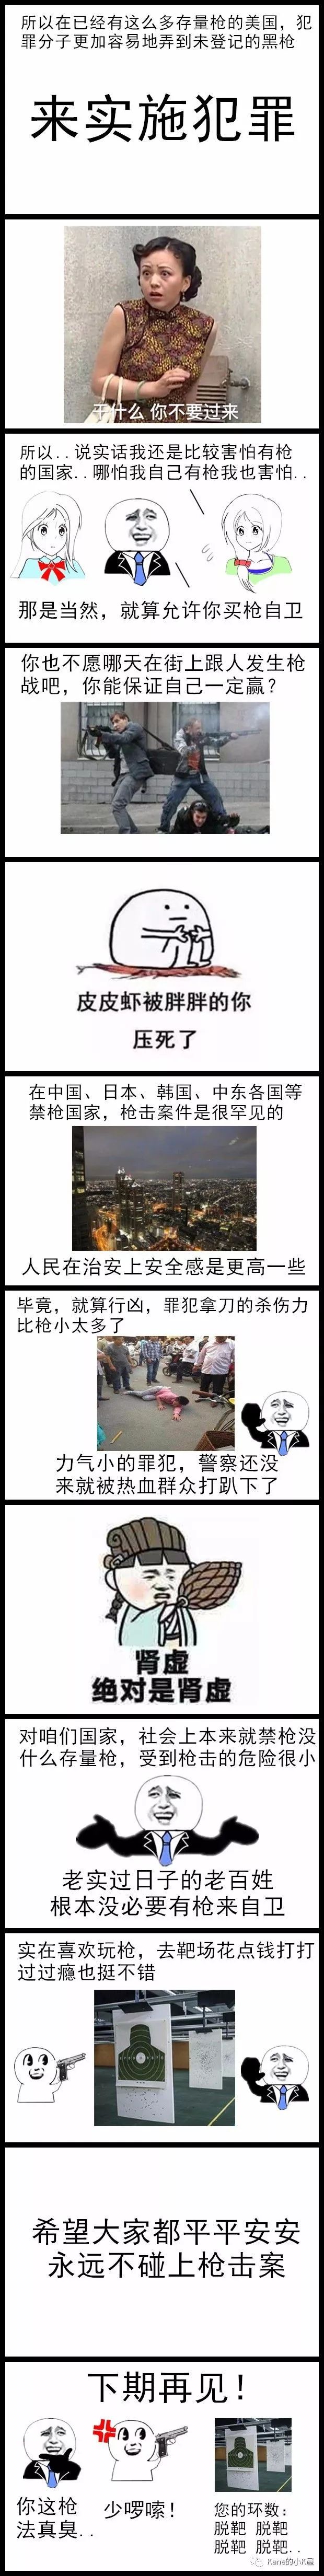 所以在已经有这么多存量枪的美国，犯
罪分子更加容易地弄到未登记的黑枪
来实施犯罪
干什么 你不要过来
所以..说实话我还是比较害怕有枪
的国家..哪怕我自己有枪我也害怕..
那是当然，就算允许你买枪自卫
你也不愿哪天在街上跟人发生枪
战吧，你能保证自己一定赢？
皮皮虾被胖胖的你
压死了
在中国、日本、韩国、中东各国等
禁枪国家，枪击案件是很罕见的
人民在治安上安全感是更高一些
毕竟，就算行凶，罪犯拿刀的杀伤力
比枪小太多了
力气小的罪犯，警察还没
来就被热血群众打趴下了
肾虚
绝对是肾虚
对咱们国家，社会上本来就禁枪没
什么存量枪，受到枪击的危险很小
老实过日子的老百姓
根本没必要有枪来自卫
实在喜欢玩枪，去靶场花点钱打打
过过瘾也挺不错
希望大家都平平安安
永远不碰上枪击案
下期再见！
你这枪
法真臭..
少啰嗦！
您的环数：
脱靶 脱靶
脱靶 脱靶..
Kane的小K趣